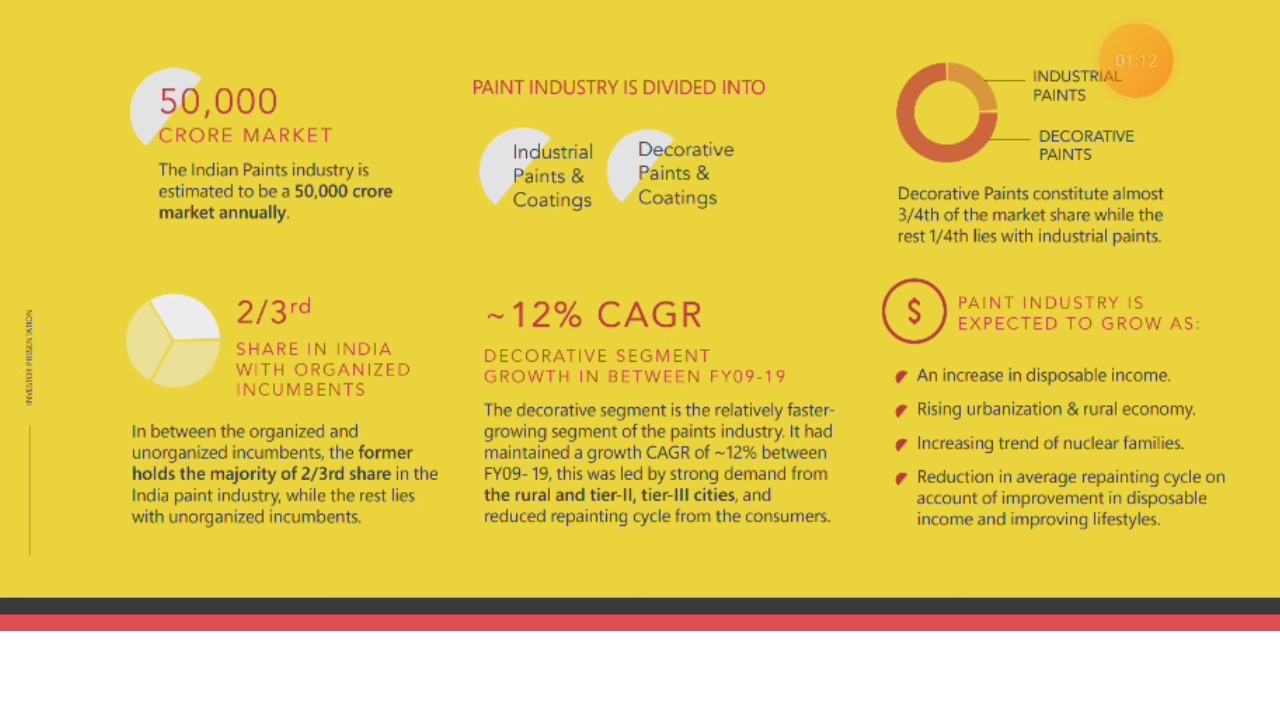 01:12
50,000
CRORE MARKET
The Indian Paints industry is
estimated to be a 50,000 crore
market annually.
PAINT INDUSTRY IS DIVIDED INTO
Industrial
Paints &
Coatings
Decorative
Paints &
Coatings
INDUSTRIAL
PAINTS
DECORATIVE
PAINTS
Decorative Paints constitute almost
3/4th of the market share while the
rest 1/4th lies with industrial paints.
2/3rd
SHARE IN INDIA
WITH ORGANIZED
INCUMBENTS
In between the organized and
unorganized incumbents, the former
holds the majority of 2/3rd share in the
India paint industry, while the rest lies
with unorganized incumbents.
~12% CAGR
DECORATIVE SEGMENT
GROWTH IN BETWEEN FY09-19
The decorative segment is the relatively faster-
growing segment of the paints industry. It had
maintained a growth CAGR of ~12% between
FY09- 19, this was led by strong demand from
the rural and tier-II, tier-III cities, and
reduced repainting cycle from the consumers.
$
PAINT INDUSTRY IS
EXPECTED TO GROW AS:
An increase in disposable income.
Rising urbanization & rural economy.
Increasing trend of nuclear families.
Reduction in average repainting cycle on
account of improvement in disposable
income and improving lifestyles.
INVESTOR PRESENTATION